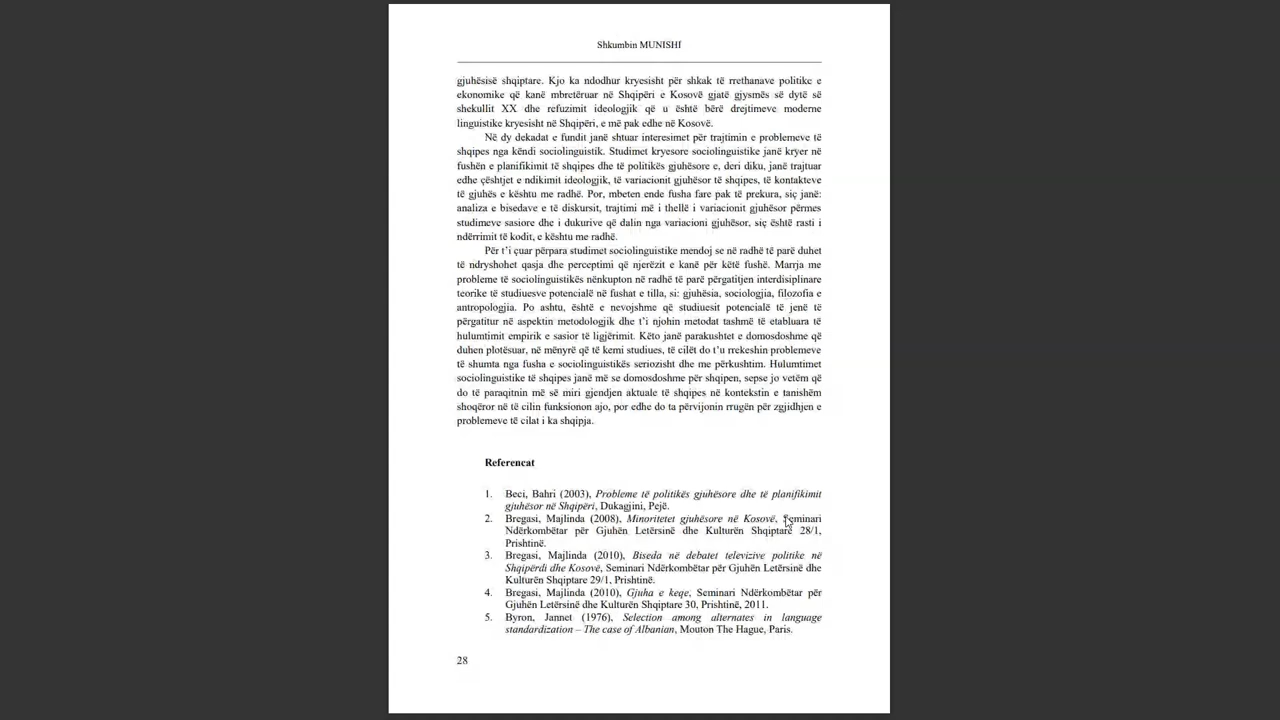 Shkumbin MUNISHI
gjuhësisë shqiptare. Kjo ka ndodhur kryesisht për shkak të rrethanave politike e
ekonomike që kanë mbretëruar në Shqipëri e Kosovë gjatë gjysmës së dytë së
shekullit XX dhe refuzimit ideologjik që u është bërë drejtimeve moderne
linguistike kryesisht në Shqipëri, e më pak edhe në Kosovë.
Në dy dekadat e fundit janë shtuar interesimet për trajtimin e problemeve të
shqipes nga këndi sociolinguistik. Studimet kryesore sociolinguistike janë kryer në
fushën e planifikimit të shqipes dhe të politikës gjuhësore e, deri diku, janë trajtuar
edhe çështjet e ndikimit ideologjik, të variacionit gjuhësor të shqipes, të kontakteve
të gjuhës e kështu me radhë. Por, mbeten ende fusha fare pak të prekura, siç janë:
analiza e bisedave e të diskursit, trajtimi më i thellë i variacionit gjuhësor përmes
studimeve sasiore dhe i dukurive që dalin nga variacioni gjuhësor, siç është rasti i
ndërrimit të kodit, e kështu me radhë.
Për t’i çuar përpara studimet sociolinguistike mendoj se në radhë të parë duhet
të ndryshohet qasja dhe perceptimi që njerëzit e kanë për këtë fushë. Marrja me
probleme të sociolinguistikës nënkupton në radhë të parë përgatitjen interdisiplinare
teorike të studiuesve potencialë në fushat e tilla, si: gjuhësia, sociologjia, filozofia e
antropologjia. Po ashtu, është e nevojshme që studiuesit potencialë të jenë të
përgatitur në aspektin metodologjik dhe t’i njohin metodat tashmë të etabluara të
hulumtimit empirik e sasior të ligjërimit. Këto janë parakushtet e domosdoshme që
duhen plotësuar, në mënyrë që të kemi studiues, të cilët do t’u rrekeshin problemeve
të shumta nga fusha e sociolinguistikës seriozisht dhe me përkushtim. Hulumtimet
sociolinguistike të shqipes janë më se domosdoshme për shqipen, sepse jo vetëm që
do të paraqitnin më së miri gjendjen aktuale të shqipes në kontekstin e tanishëm
shoqëror në të cilin funksionon ajo, por edhe do ta përvijonin rrugën për zgjidhjen e
problemeve të cilat i ka shqipja.
Referencat
1. Beci, Bahri (2003), Probleme të politikës gjuhësore dhe të planifikimit
gjuhësor në Shqipëri, Dukagjini, Pejë.
2. Bregasi, Majlinda (2008), Minoritetet gjuhësore në Kosovë, Seminari
Ndërkombëtar për Gjuhën Letërsinë dhe Kulturën Shqiptare 28/1,
Prishtinë.
3. Bregasi, Majlinda (2010), Biseda në debatet televizive politike në
Shqipërdi dhe Kosovë, Seminari Ndërkombëtar për Gjuhën Letërsinë dhe
Kulturën Shqiptare 29/1, Prishtinë.
4. Bregasi, Majlinda (2010), Gjuha e keqe, Seminari Ndërkombëtar për
Gjuhën Letërsinë dhe Kulturën Shqiptare 30, Prishtinë, 2011.
5. Byron, Jannet (1976), Selection among alternates in language
standardization – The case of Albanian, Mouton The Hague, Paris.
28